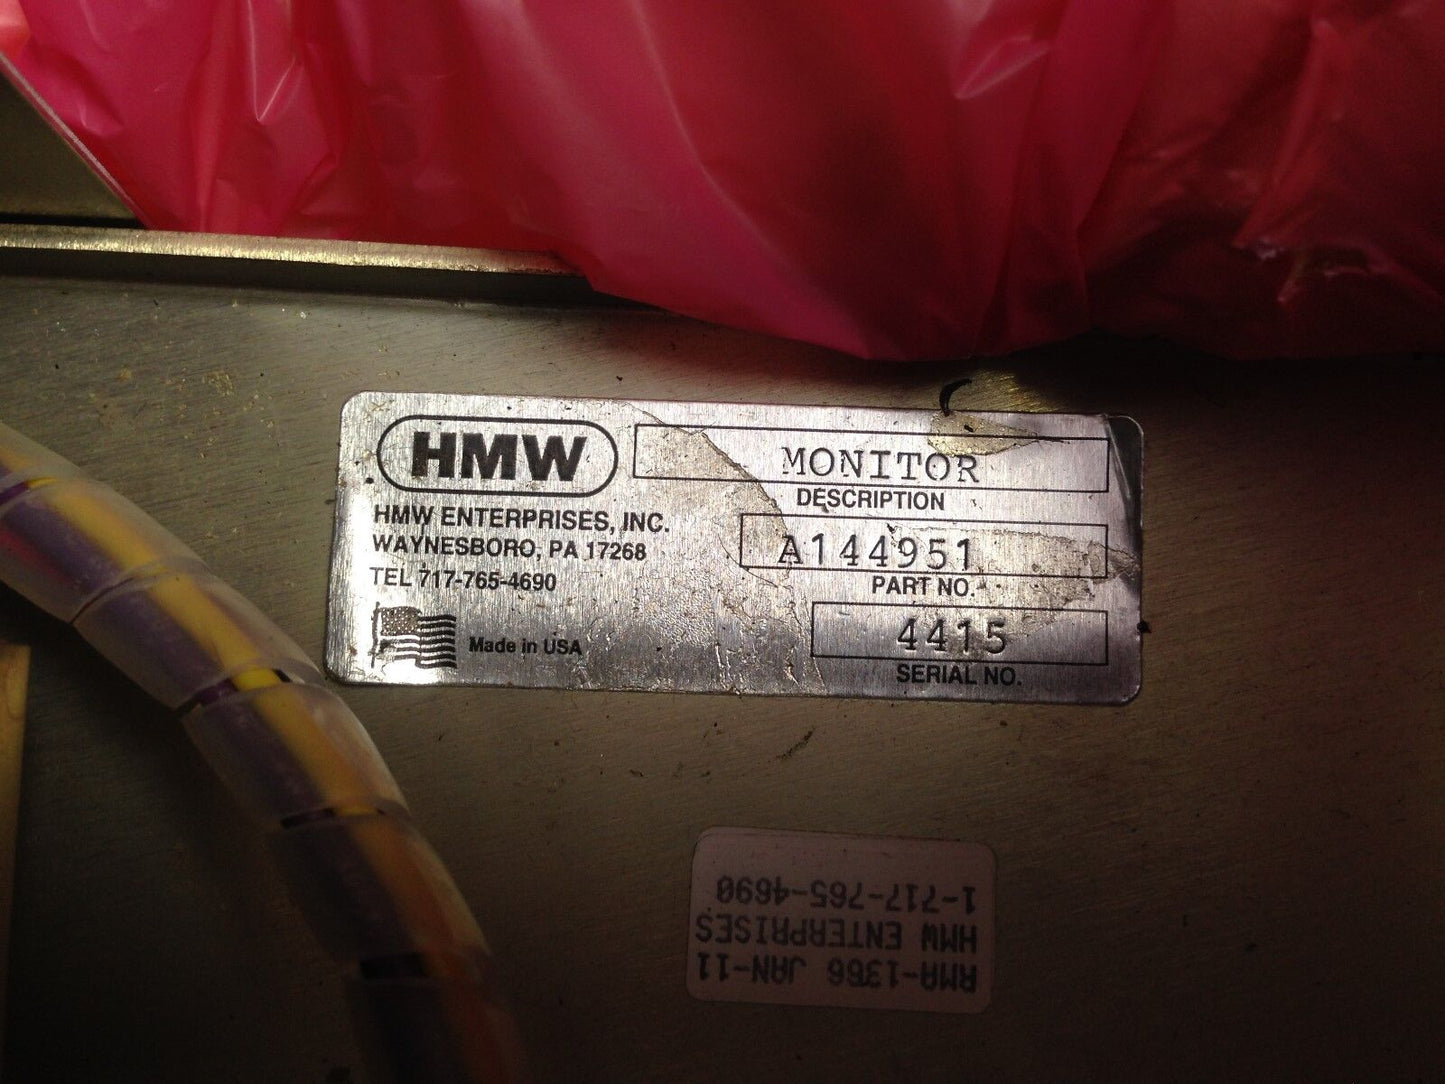 HMW
HMW ENTERPRISES, INC.
WAYNESBORO, PA 17268
TEL 717-765-4690
Made in USA
MONITOR
DESCRIPTION
A144951
PART NO.
4415
SERIAL NO.
RMA-1366 JAN-11
HMW ENTERPRISES
1-717-765-4690